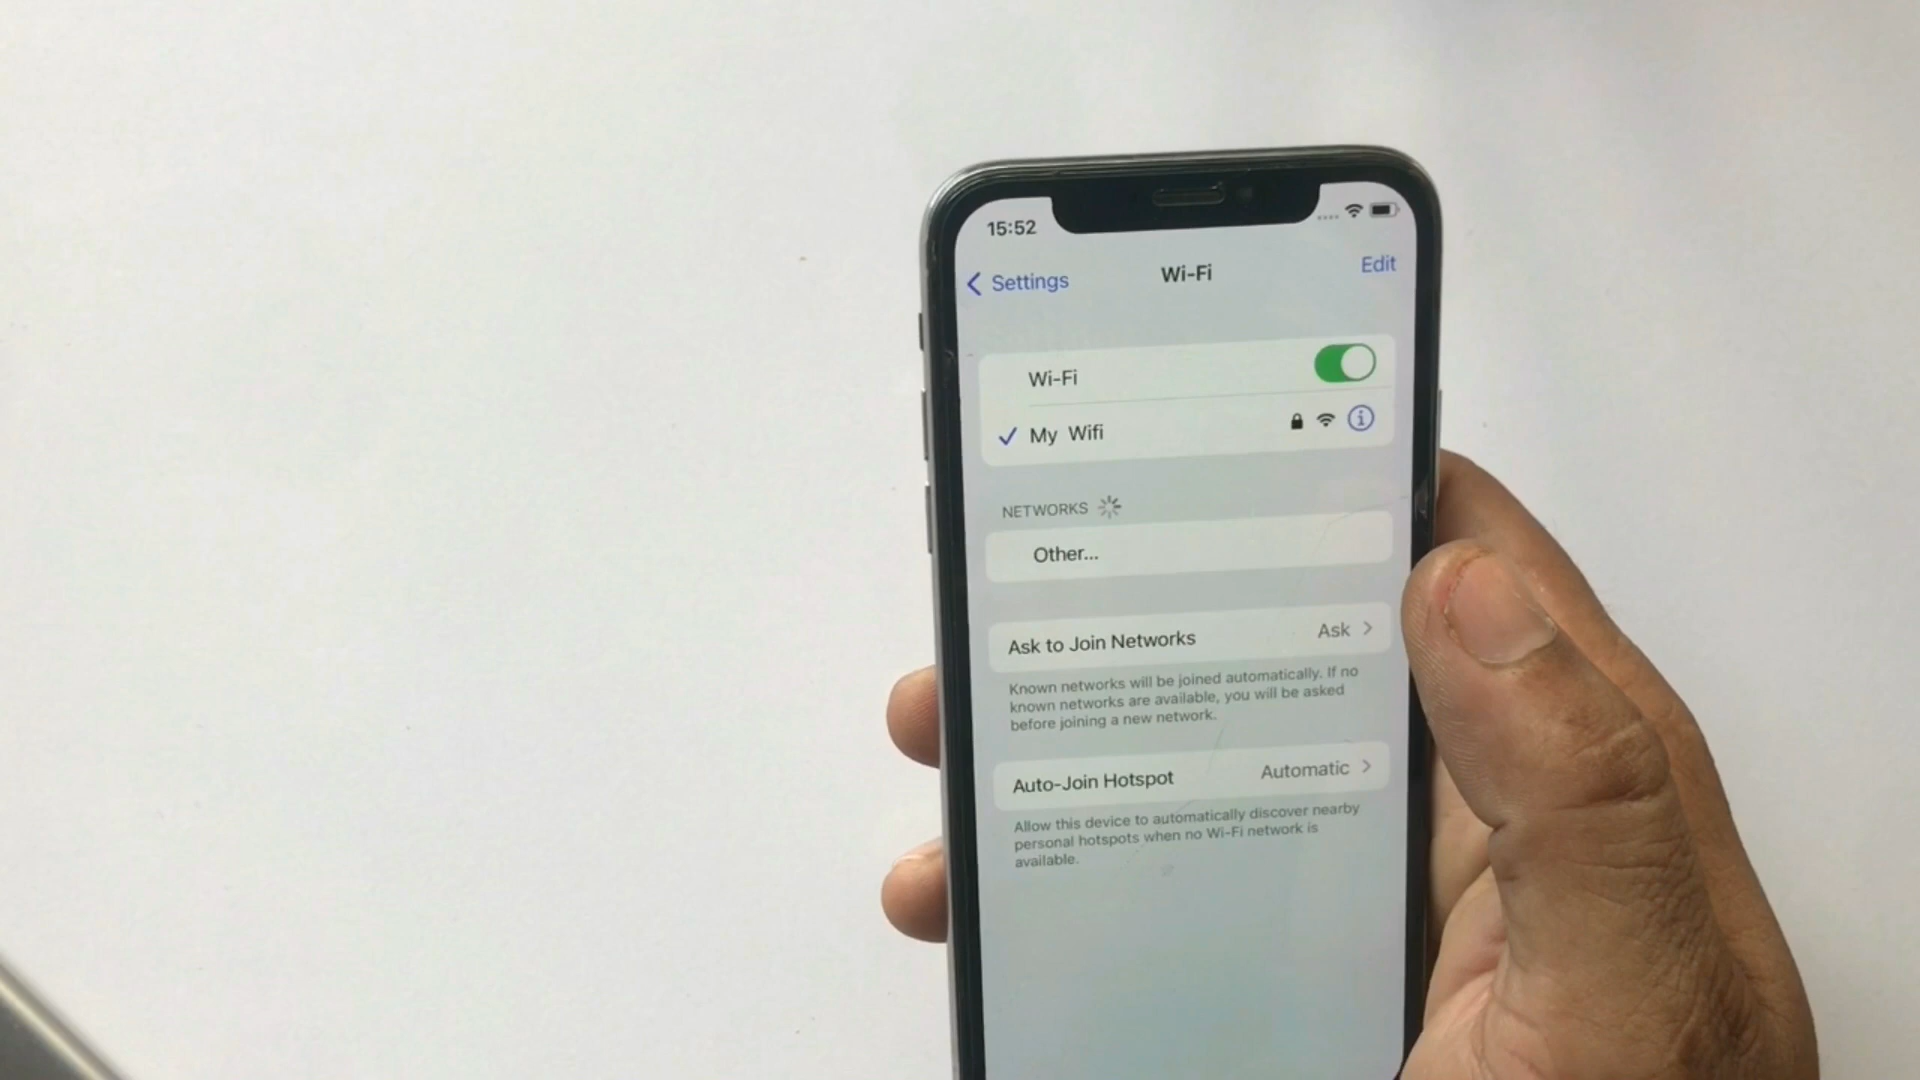 15:52
Settings Wi-Fi Edit
Wi-Fi
My Wifi
NETWORKS
Other...
Ask to Join Networks Ask
Known networks will be joined automatically. If no
known networks are available, you will be asked
before joining a new network.
Auto-Join Hotspot Automatic
Allow this device to automatically discover nearby
personal hotspots when no Wi-Fi network is
available.